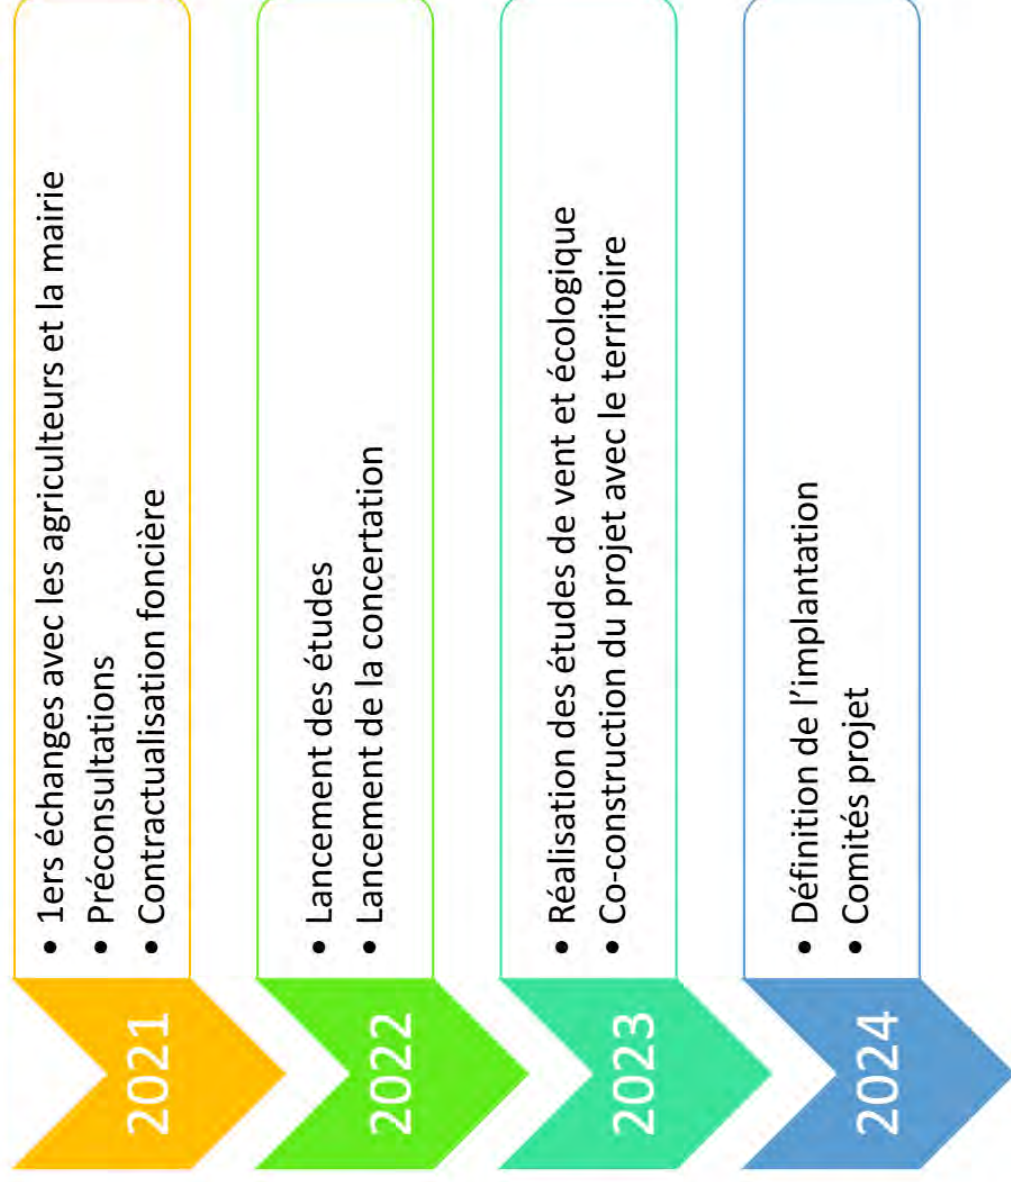 2021
• 1ers échanges avec les agriculteurs et la mairie
• Préconsultations
• Contractualisation foncière
2022
• Lancement des études
• Lancement de la concertation
2023
• Réalisation des études de vent et écologique
• Co-construction du projet avec le territoire
2024
• Définition de l’implantation
• Comités projet